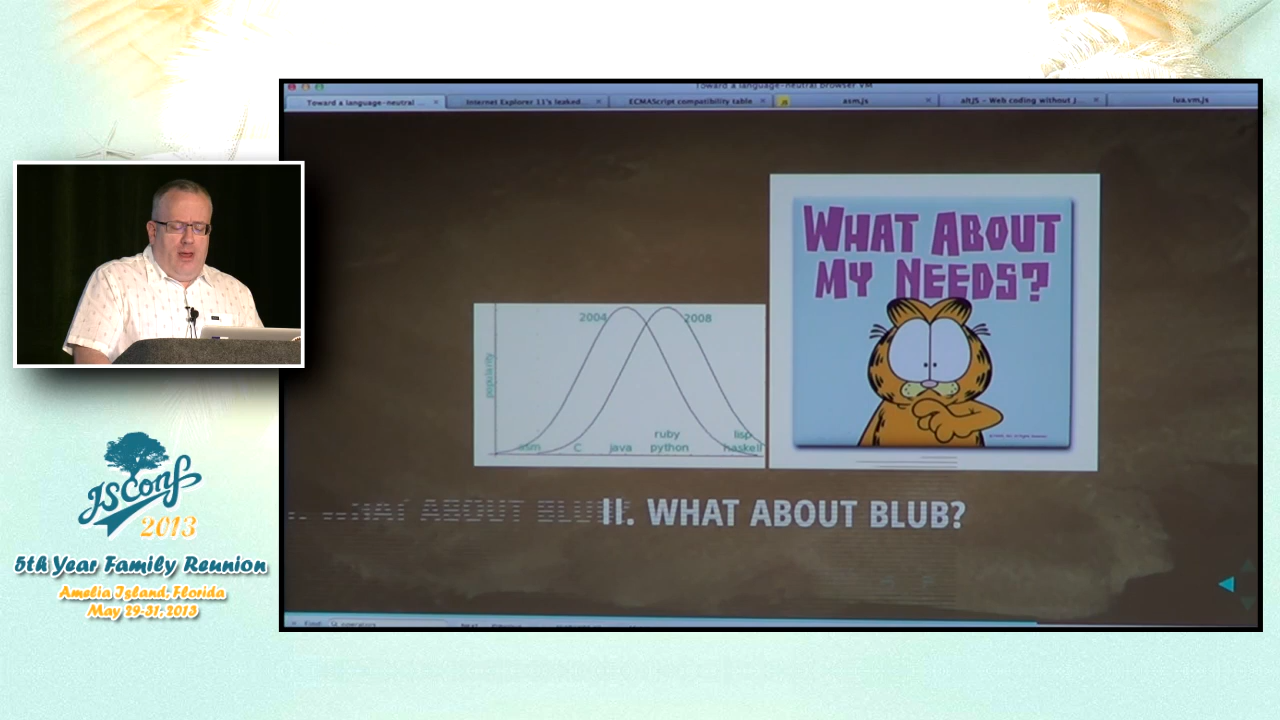 Toward a language-neutral browser VM
Toward a language-neutral ...
Internet Explorer 11's leaked...
ECMAScript compatibility table
asm.js
altJS - Web coding without J...
lua.vm.js
WHAT ABOUT
MY NEEDS?
2004
2008
popularity
asm
C
java
ruby
python
lisp
haskell
II. WHAT ABOUT BLUB?
Find:
operators
JSConf
2013
5th Year Family Reunion
Amelia Island, Florida
May 29-31, 2013